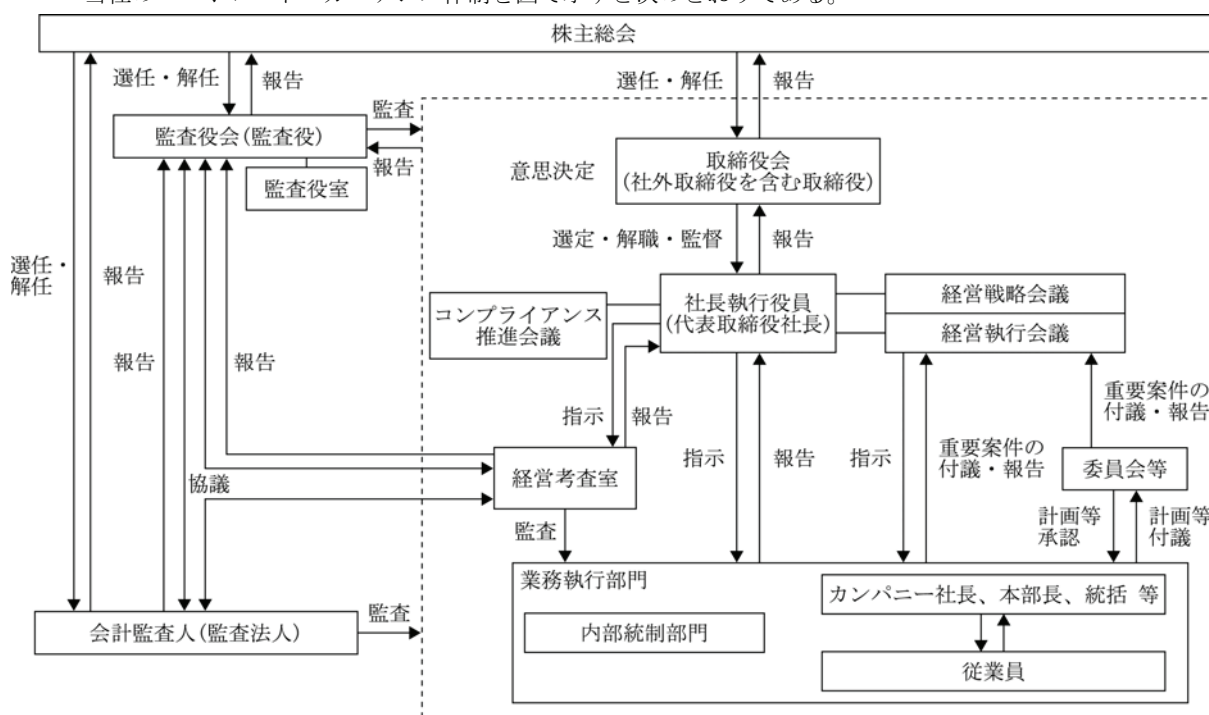 株主総会
選任・解任
報告
選任・解任
報告
監査
監査役会(監査役)
報告
監査役室
意思決定
取締役会
(社外取締役を含む取締役)
選定・解職・監督
報告
選任・
解任
報告
コンプライアンス
推進会議
社長執行役員
(代表取締役社長)
経営戦略会議
経営執行会議
報告
報告
指示
報告
重要案件の
付議・報告
指示
報告
指示
重要案件の
付議・報告
経営考査室
委員会等
協議
監査
計画等
承認
計画等
付議
業務執行部門
カンパニー社長、本部長、統括 等
内部統制部門
従業員
監査
会計監査人(監査法人)